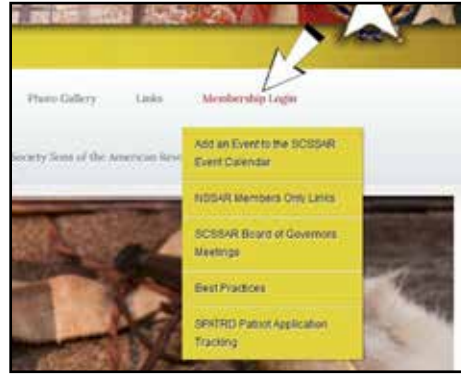 Photo Gallery Links Membership Login
Society Sons of the American Rev
Add an Event to the SCSSAR
Event Calendar
NSSAR Members Only Links
SCSSAR Board of Governors
Meetings
Best Practices
SPATRD Patriot Application
Tracking